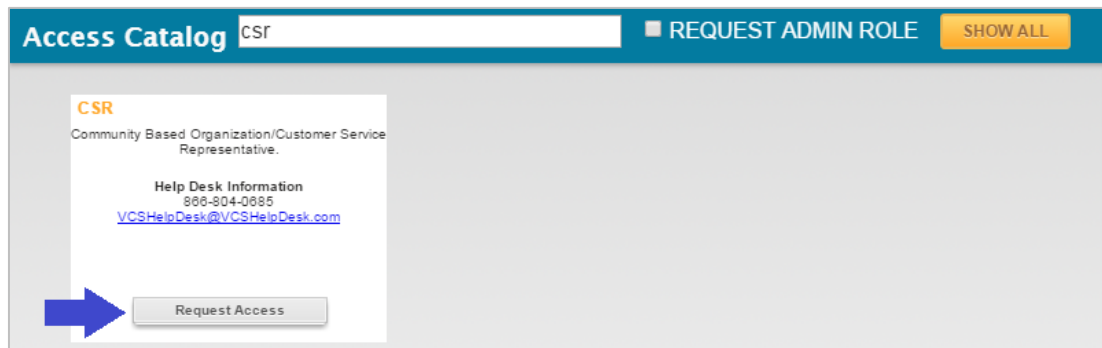 Access Catalog csr REQUEST ADMIN ROLE SHOW ALL
CSR
Community Based Organization/Customer Service
Representative.
Help Desk Information
866-804-0685
VCSHelpDesk@VCSHelpDesk.com
Request Access